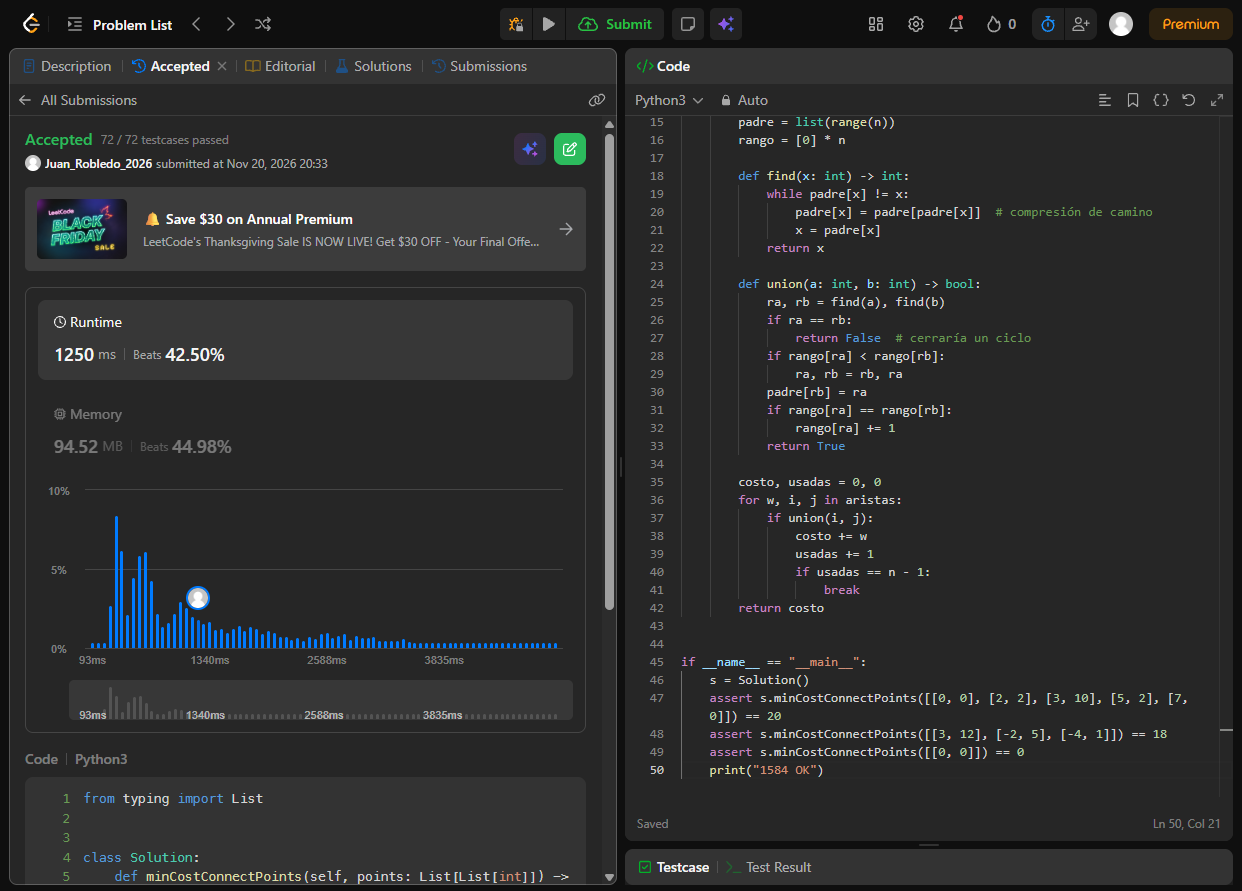 Problem List
Submit
0
Premium
Description
Accepted
Editorial
Solutions
Submissions
All Submissions
Accepted 72 / 72 testcases passed
Juan_Robledo_2026 submitted at Nov 20, 2026 20:33
LeetCode
BLACK
FRIDAY
SALE
Save $30 on Annual Premium
LeetCode's Thanksgiving Sale IS NOW LIVE! Get $30 OFF - Your Final Offe...
Runtime
1250 ms Beats 42.50%
Memory
94.52 MB Beats 44.98%
10%
5%
0%
93ms 1340ms 2588ms 3835ms
93ms 1340ms 2588ms 3835ms
Code Python3
1 from typing import List
2
3
4 class Solution:
5     def minCostConnectPoints(self, points: List[List[int]]) ->
</> Code
Python3 Auto
15         padre = list(range(n))
16         rango = [0] * n
17
18         def find(x: int) -> int:
19             while padre[x] != x:
20                 padre[x] = padre[padre[x]]  # compresión de camino
21                 x = padre[x]
22             return x
23
24         def union(a: int, b: int) -> bool:
25             ra, rb = find(a), find(b)
26             if ra == rb:
27                 return False  # cerraría un ciclo
28             if rango[ra] < rango[rb]:
29                 ra, rb = rb, ra
30             padre[rb] = ra
31             if rango[ra] == rango[rb]:
32                 rango[ra] += 1
33             return True
34
35         costo, usadas = 0, 0
36         for w, i, j in aristas:
37             if union(i, j):
38                 costo += w
39                 usadas += 1
40                 if usadas == n - 1:
41                     break
42         return costo
43
44
45 if __name__ == "__main__":
46     s = Solution()
47     assert s.minCostConnectPoints([[0, 0], [2, 2], [3, 10], [5, 2], [7,
0]]) == 20
48     assert s.minCostConnectPoints([[3, 12], [-2, 5], [-4, 1]]) == 18
49     assert s.minCostConnectPoints([[0, 0]]) == 0
50     print("1584 OK")
Saved
Ln 50, Col 21
Testcase
Test Result